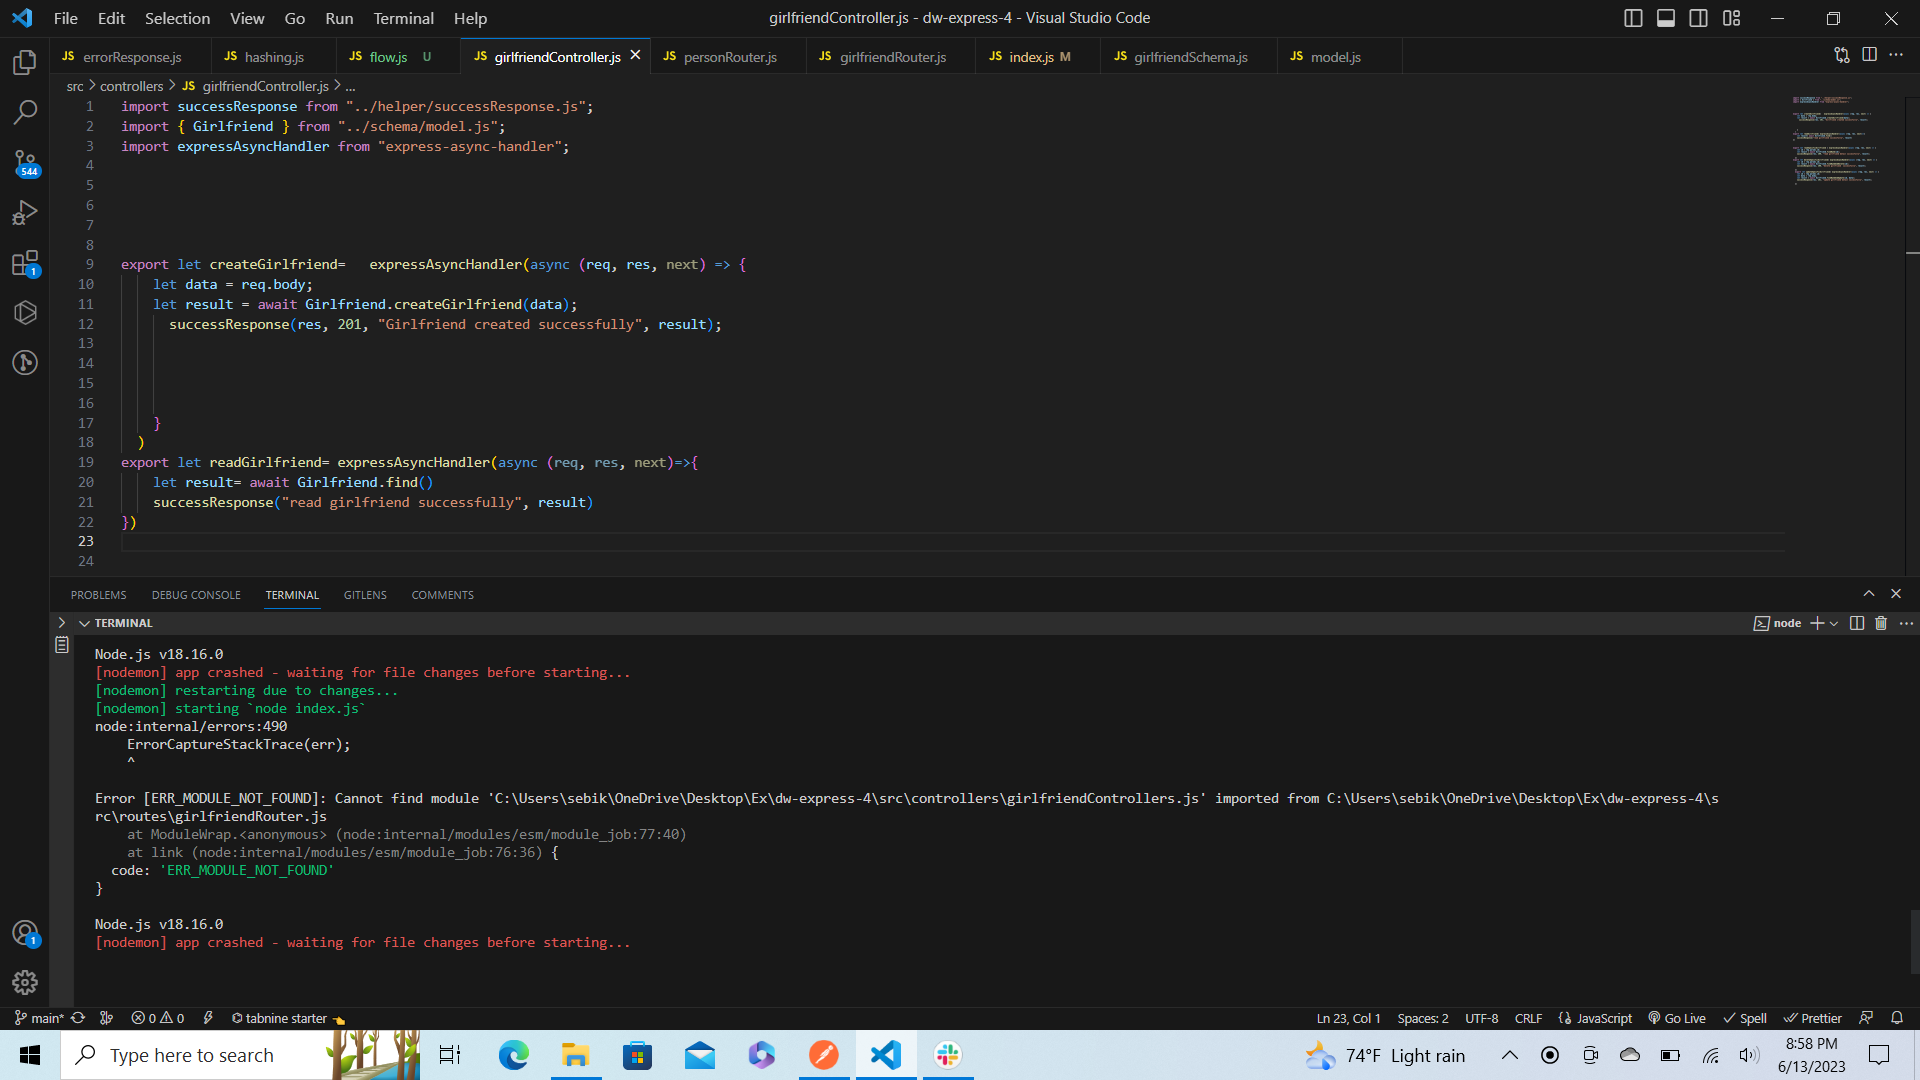 File Edit Selection View Go Run Terminal Help
girlfriendController.js - dw-express-4 - Visual Studio Code
JS errorResponse.js JS hashing.js JS flow.js U JS girlfriendController.js JS personRouter.js JS girlfriendRouter.js JS index.js M JS girlfriendSchema.js JS model.js
src > controllers > JS girlfriendController.js > ...
1 import successResponse from "../helper/successResponse.js";
2 import { Girlfriend } from "../schema/model.js";
3 import expressAsyncHandler from "express-async-handler";
4
5
6
7
8
9 export let createGirlfriend=   expressAsyncHandler(async (req, res, next) => {
10     let data = req.body;
11     let result = await Girlfriend.createGirlfriend(data);
12       successResponse(res, 201, "Girlfriend created successfully", result);
13
14
15
16
17     }
18   )
19 export let readGirlfriend= expressAsyncHandler(async (req, res, next)=>{
20     let result= await Girlfriend.find()
21     successResponse("read girlfriend successfully", result)
22 })
23
24
544
1
PROBLEMS DEBUG CONSOLE TERMINAL GITLENS COMMENTS
TERMINAL
node
Node.js v18.16.0
[nodemon] app crashed - waiting for file changes before starting...
[nodemon] restarting due to changes...
[nodemon] starting `node index.js`
node:internal/errors:490
    ErrorCaptureStackTrace(err);
    ^
Error [ERR_MODULE_NOT_FOUND]: Cannot find module 'C:\Users\sebik\OneDrive\Desktop\Ex\dw-express-4\src\controllers\girlfriendControllers.js' imported from C:\Users\sebik\OneDrive\Desktop\Ex\dw-express-4\s
rc\routes\girlfriendRouter.js
    at ModuleWrap.<anonymous> (node:internal/modules/esm/module_job:77:40)
    at link (node:internal/modules/esm/module_job:76:36) {
  code: 'ERR_MODULE_NOT_FOUND'
}
Node.js v18.16.0
[nodemon] app crashed - waiting for file changes before starting...
1
main* 0 0 tabnine starter
Ln 23, Col 1 Spaces: 2 UTF-8 CRLF JavaScript Go Live Spell Prettier
Type here to search
74°F Light rain
8:58 PM
6/13/2023